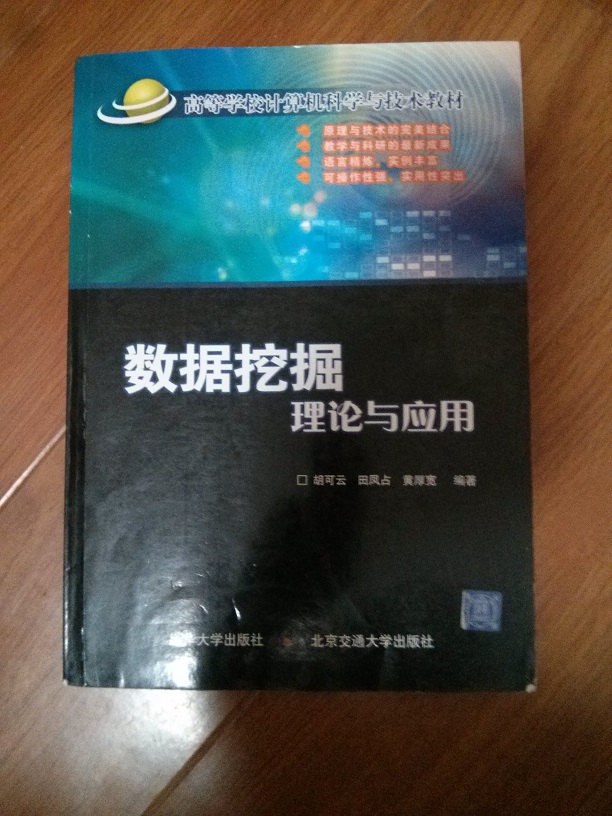 高等学校计算机科学与技术教材
原理与技术的完美结合
教学与科研的最新成果
语言精炼，实例丰富
可操作性强，实用性突出
数据挖掘
理论与应用
□ 胡可云 田凤占 黄厚宽 编著
大学出版社 北京交通大学出版社